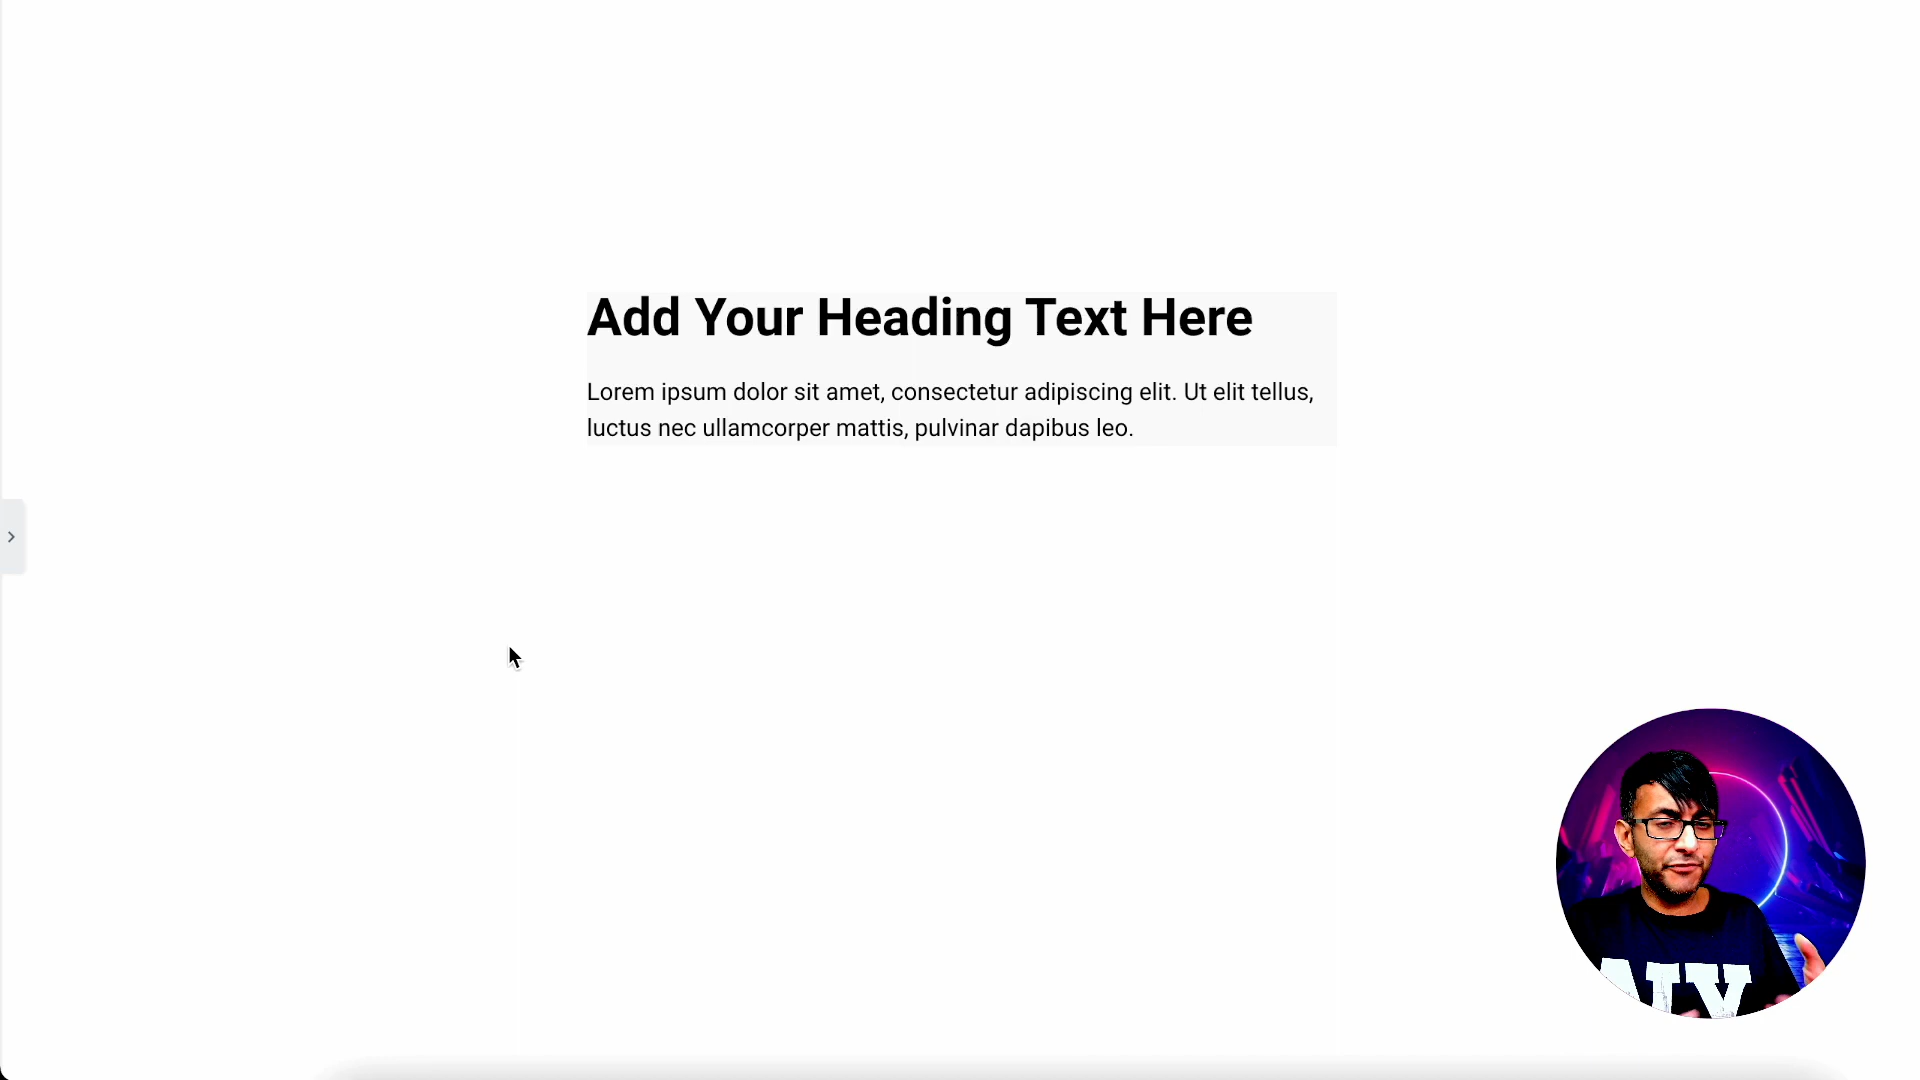 Add Your Heading Text Here
Lorem ipsum dolor sit amet, consectetur adipiscing elit. Ut elit tellus,
luctus nec ullamcorper mattis, pulvinar dapibus leo.